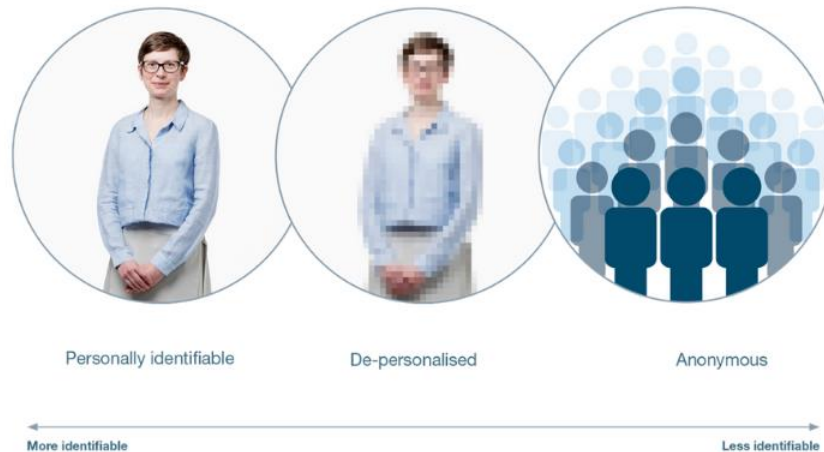 Personally identifiable
De-personalised
Anonymous
More identifiable
Less identifiable